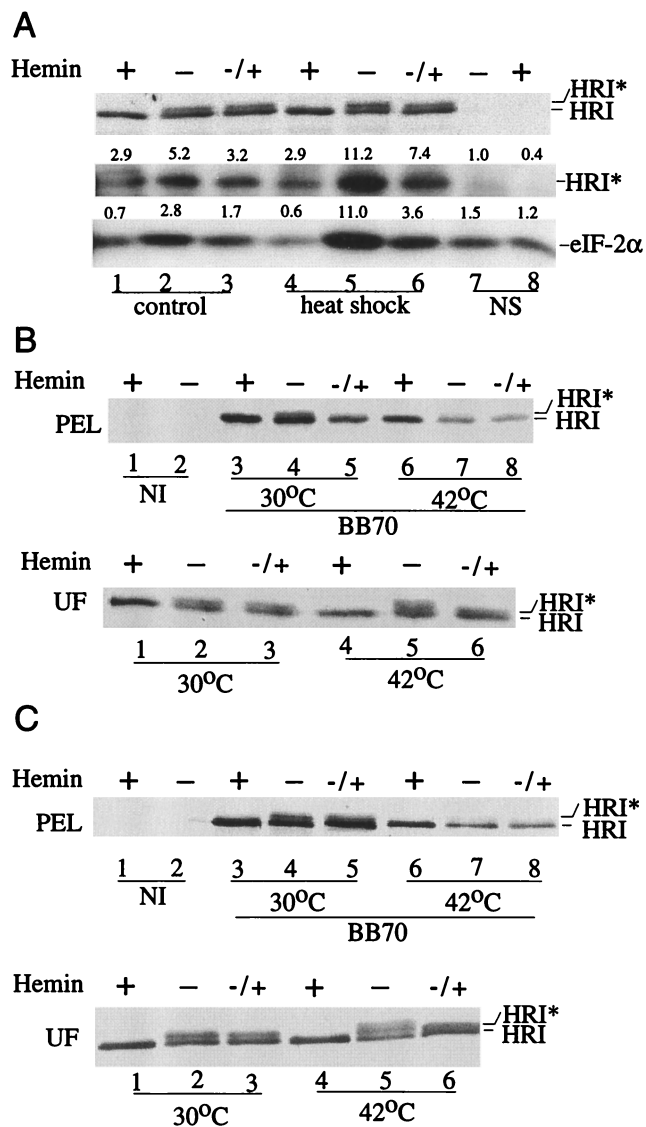 A
Hemin + − -/+ + − -/+ − +
HRI*
HRI
2.9 5.2 3.2 2.9 11.2 7.4 1.0 0.4
-HRI*
0.7 2.8 1.7 0.6 11.0 3.6 1.5 1.2
-eIF-2α
1 2 3 4 5 6 7 8
control heat shock NS
B
Hemin + − + − -/+ + − -/+
PEL HRI*
HRI
1 2 3 4 5 6 7 8
NI 30°C 42°C
BB70
Hemin + − -/+ + − -/+
UF HRI*
HRI
1 2 3 4 5 6
30°C 42°C
C
Hemin + − + − -/+ + − -/+
PEL HRI*
HRI
1 2 3 4 5 6 7 8
NI 30°C 42°C
BB70
Hemin + − -/+ + − -/+
UF HRI*
HRI
1 2 3 4 5 6
30°C 42°C